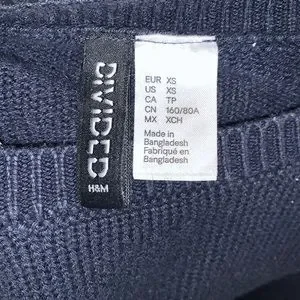 DIVIDED
H&M
EUR XS
US XS
CA TP
CN 160/80A
MX XCH
Made in
Bangladesh
Fabriqué en
Bangladesh